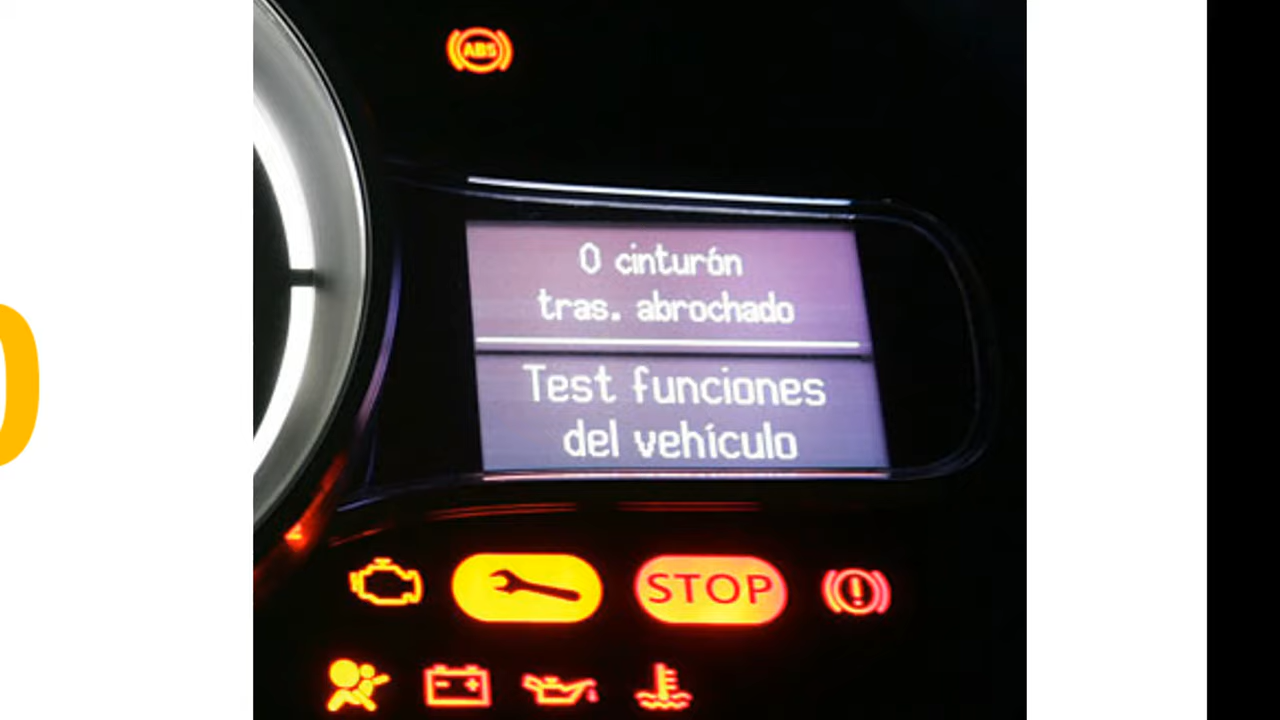 ABS
0 cinturón
tras. abrochado
Test funciones
del vehículo
STOP